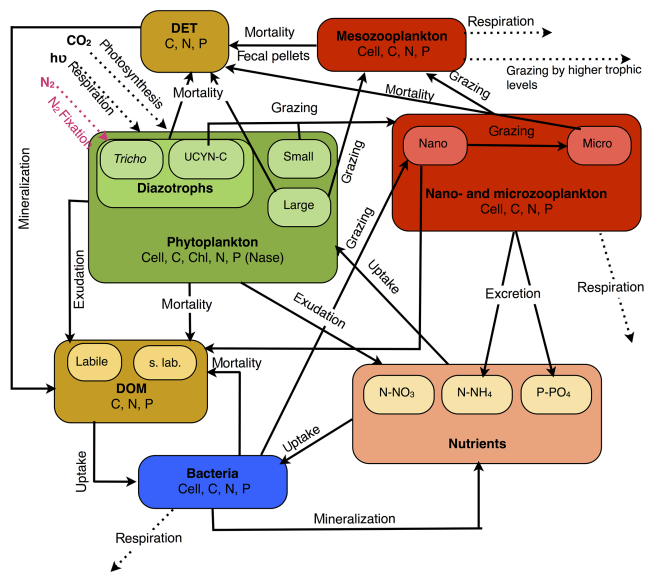 DET
C, N, P
Mortality
Fecal pellets
Mesozooplankton
Cell, C, N, P
Respiration
Grazing by higher trophic
levels
CO₂
hυ
N₂
Photosynthesis
Respiration
N₂ Fixation
Mortality
Grazing
Mortality
Grazing
Mineralization
Tricho
UCYN-C
Diazotrophs
Small
Large
Phytoplankton
Cell, C, Chl, N, P (Nase)
Grazing
Nano
Grazing
Micro
Nano- and microzooplankton
Cell, C, N, P
Grazing
Uptake
Exudation
Mortality
Exudation
Excretion
Respiration
Labile
s. lab.
DOM
C, N, P
Mortality
N-NO₃
N-NH₄
P-PO₄
Nutrients
Uptake
Uptake
Bacteria
Cell, C, N, P
Mineralization
Respiration